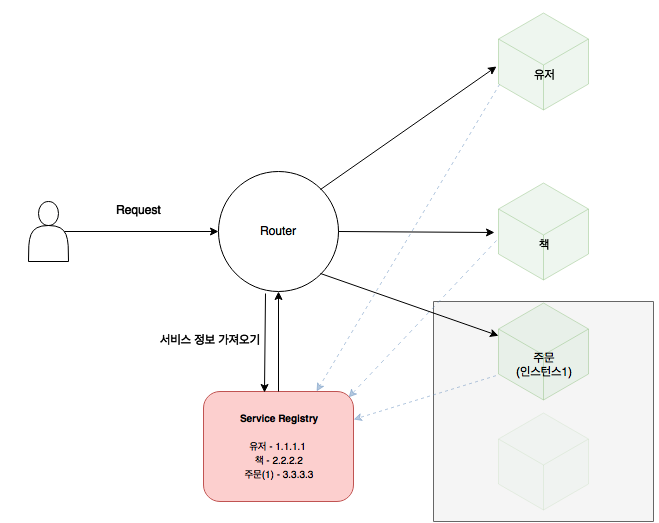 유저
Request
Router
책
서비스 정보 가져오기
주문
(인스턴스1)
Service Registry
유저 - 1.1.1.1
책 - 2.2.2.2
주문(1) - 3.3.3.3